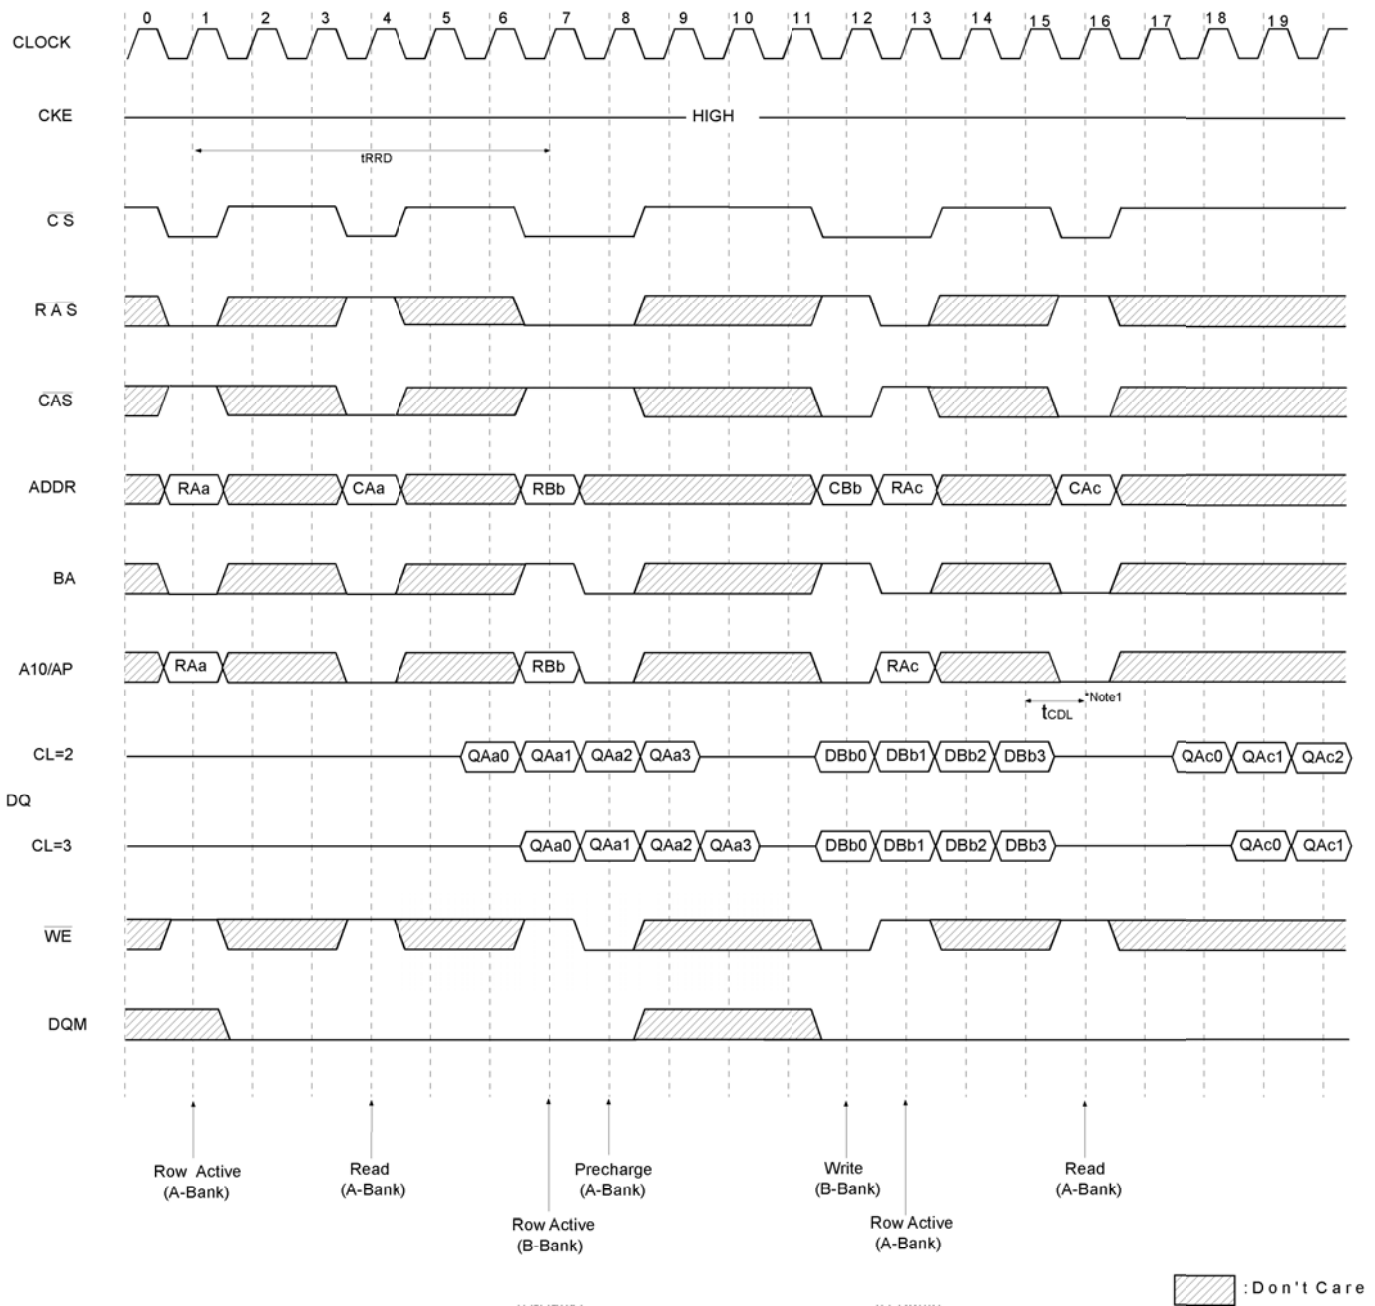 0 1 2 3 4 5 6 7 8 9 10 11 12 13 14 15 16 17 18 19
CLOCK
CKE
HIGH
tRRD
CS
RAS
CAS
ADDR
RAa CAa RBb CBb RAc CAc
BA
A10/AP
RAa RBb RAc
tCDL *Note1
CL=2
QAa0 QAa1 QAa2 QAa3 DBb0 DBb1 DBb2 DBb3 QAc0 QAc1 QAc2
DQ
CL=3
QAa0 QAa1 QAa2 QAa3 DBb0 DBb1 DBb2 DBb3 QAc0 QAc1
WE
DQM
Row Active
(A-Bank)
Read
(A-Bank)
Row Active
(B-Bank)
Precharge
(A-Bank)
Write
(B-Bank)
Row Active
(A-Bank)
Read
(A-Bank)
:Don't Care